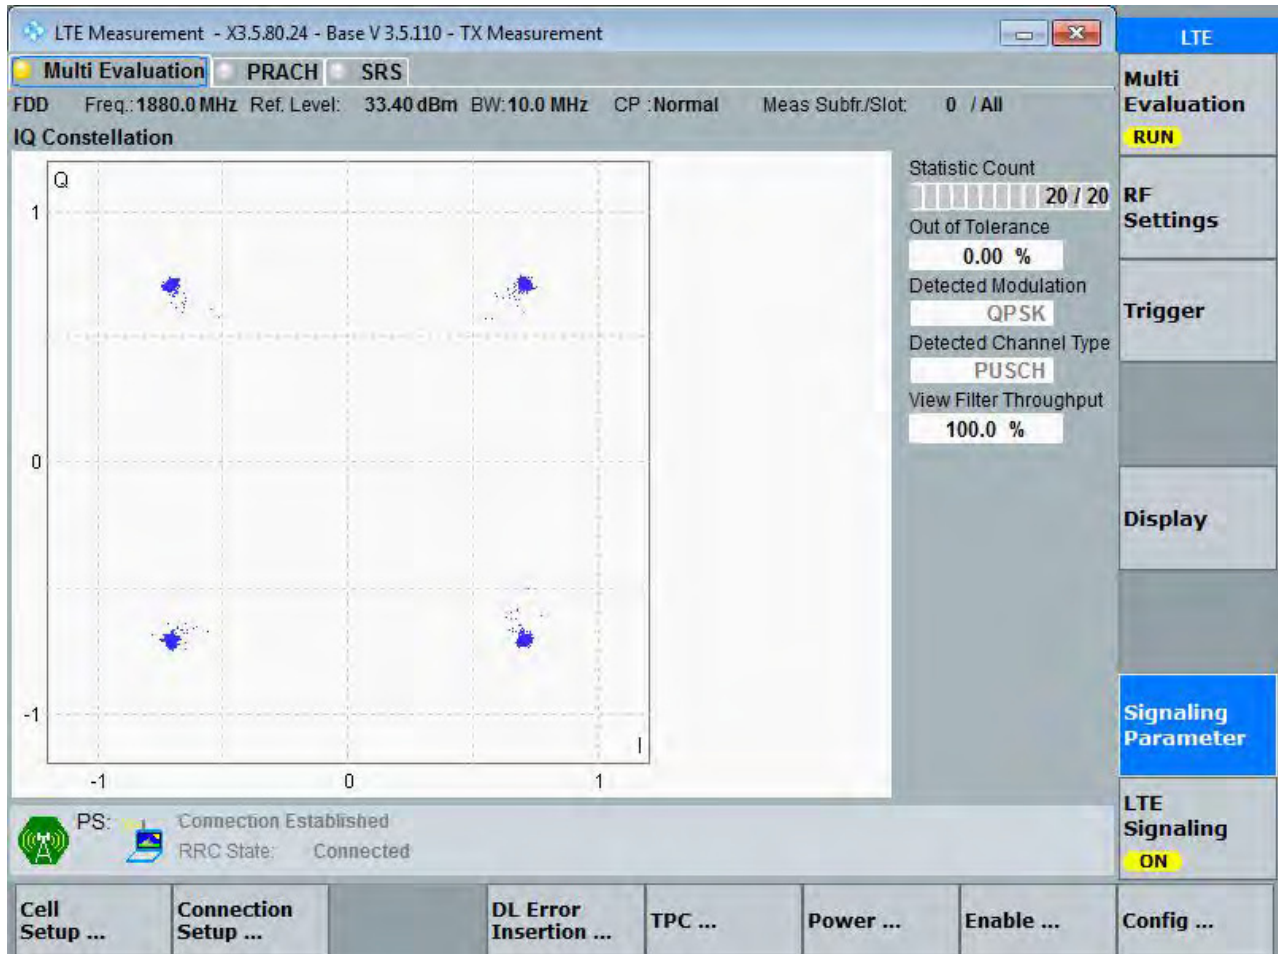 LTE Measurement - X3.5.80.24 - Base V 3.5.110 - TX Measurement
LTE
Multi Evaluation PRACH SRS
FDD Freq.: 1880.0 MHz Ref. Level: 33.40 dBm BW: 10.0 MHz CP : Normal Meas Subfr./Slot: 0 / All
IQ Constellation
Q
1
0
-1
-1 0 1
I
Statistic Count
20 / 20
Out of Tolerance
0.00 %
Detected Modulation
QPSK
Detected Channel Type
PUSCH
View Filter Throughput
100.0 %
Multi
Evaluation
RUN
RF
Settings
Trigger
Display
Signaling
Parameter
LTE
Signaling
ON
PS: Connection Established
RRC State: Connected
Cell
Setup ...
Connection
Setup ...
DL Error
Insertion ...
TPC ...
Power ...
Enable ...
Config ...